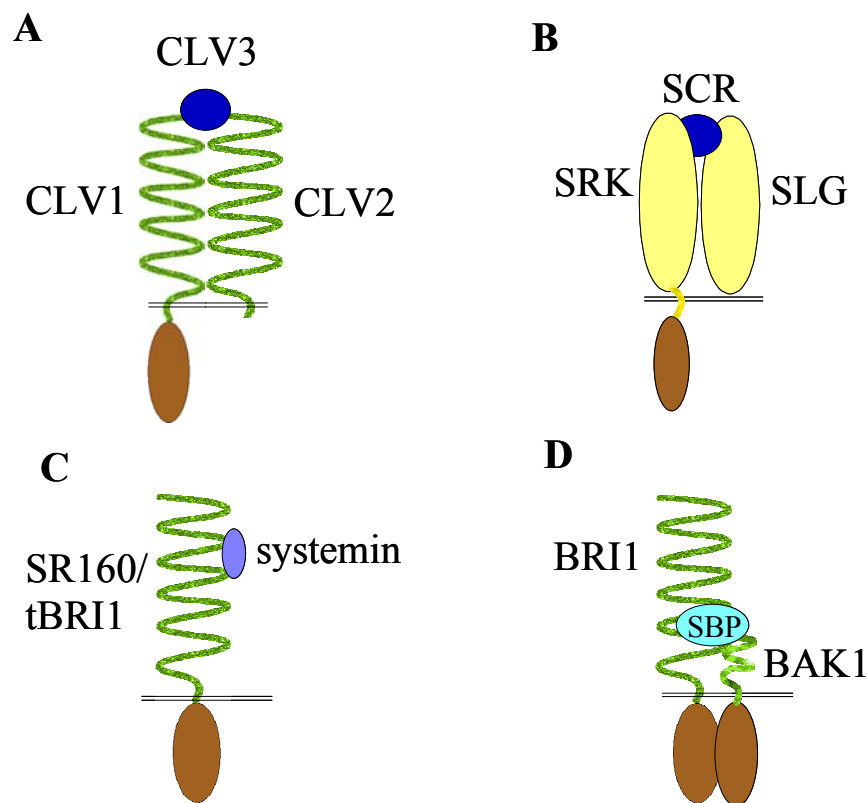 A
CLV3
CLV1
CLV2
B
SCR
SRK
SLG
C
SR160/
tBRI1
systemin
D
BRI1
SBP
BAK1